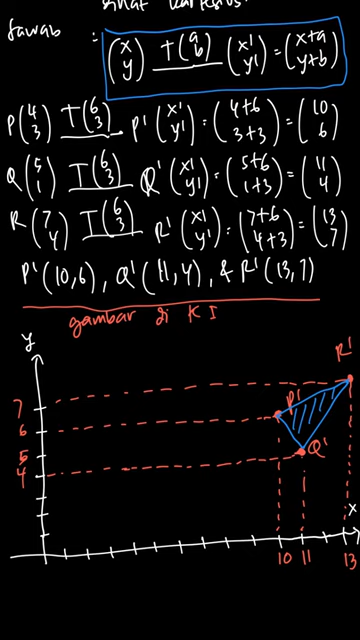 sinat kartesius
Jawab : (x y) T(a b) (x' y') = (x+a y+b)
P(4 3) T(6 3) P'(x' y') = (4+6 3+3) = (10 6)
Q(5 1) T(6 3) Q'(x' y') = (5+6 1+3) = (11 4)
R(7 4) T(6 3) R'(x' y') = (7+6 4+3) = (13 7)
P'(10,6), Q'(11,4), & R'(13,7)
gambar di K I
y
R'
7
P'
6
5
Q'
4
x
10 11 13